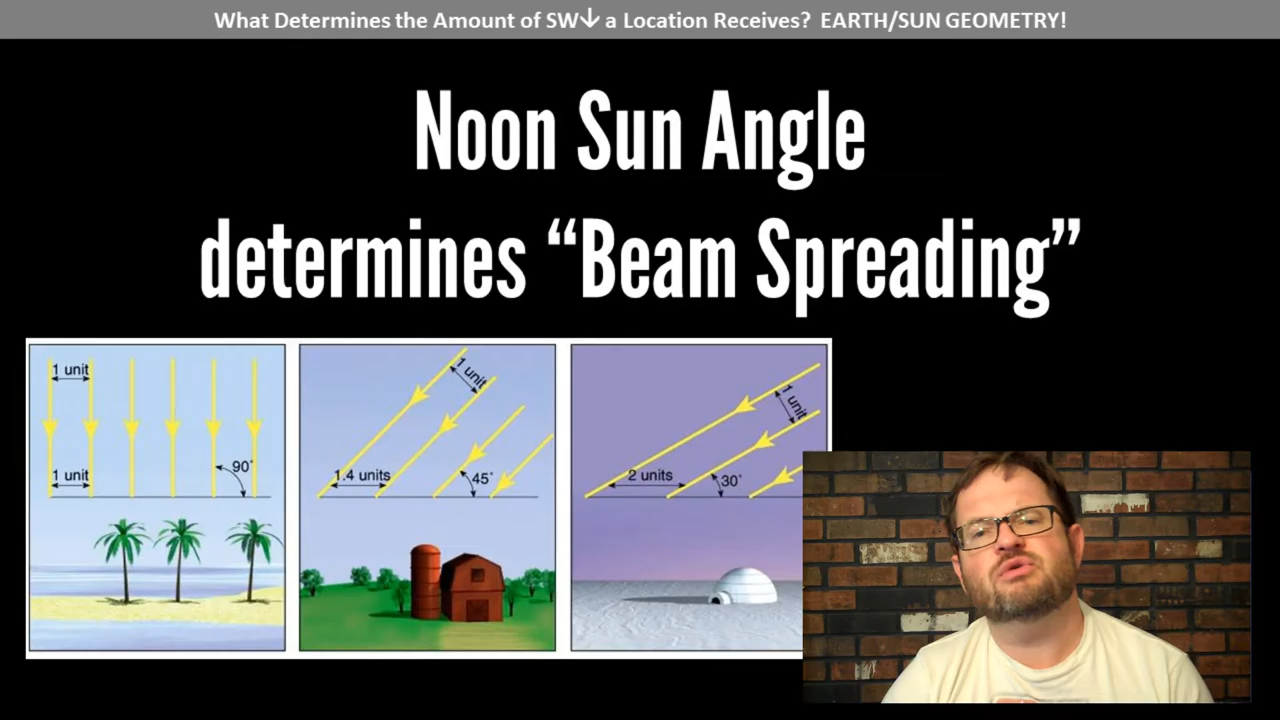 What Determines the Amount of SW↓ a Location Receives? EARTH/SUN GEOMETRY!
Noon Sun Angle
determines “Beam Spreading”
1 unit
1 unit
90°
1 unit
1.4 units
45°
1 unit
2 units
30°